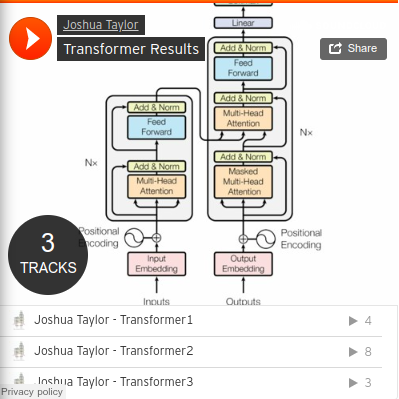 Joshua Taylor
Transformer Results
Share
Linear
Add & Norm
Feed
Forward
Add & Norm
Multi-Head
Attention
Add & Norm
Feed
Forward
Nx
Nx
Add & Norm
Multi-Head
Attention
Add & Norm
Masked
Multi-Head
Attention
Positional
Encoding
Positional
Encoding
Input
Embedding
Output
Embedding
Inputs
Outputs
3
TRACKS
Joshua Taylor - Transformer1
4
Joshua Taylor - Transformer2
8
Joshua Taylor - Transformer3
3
Privacy policy